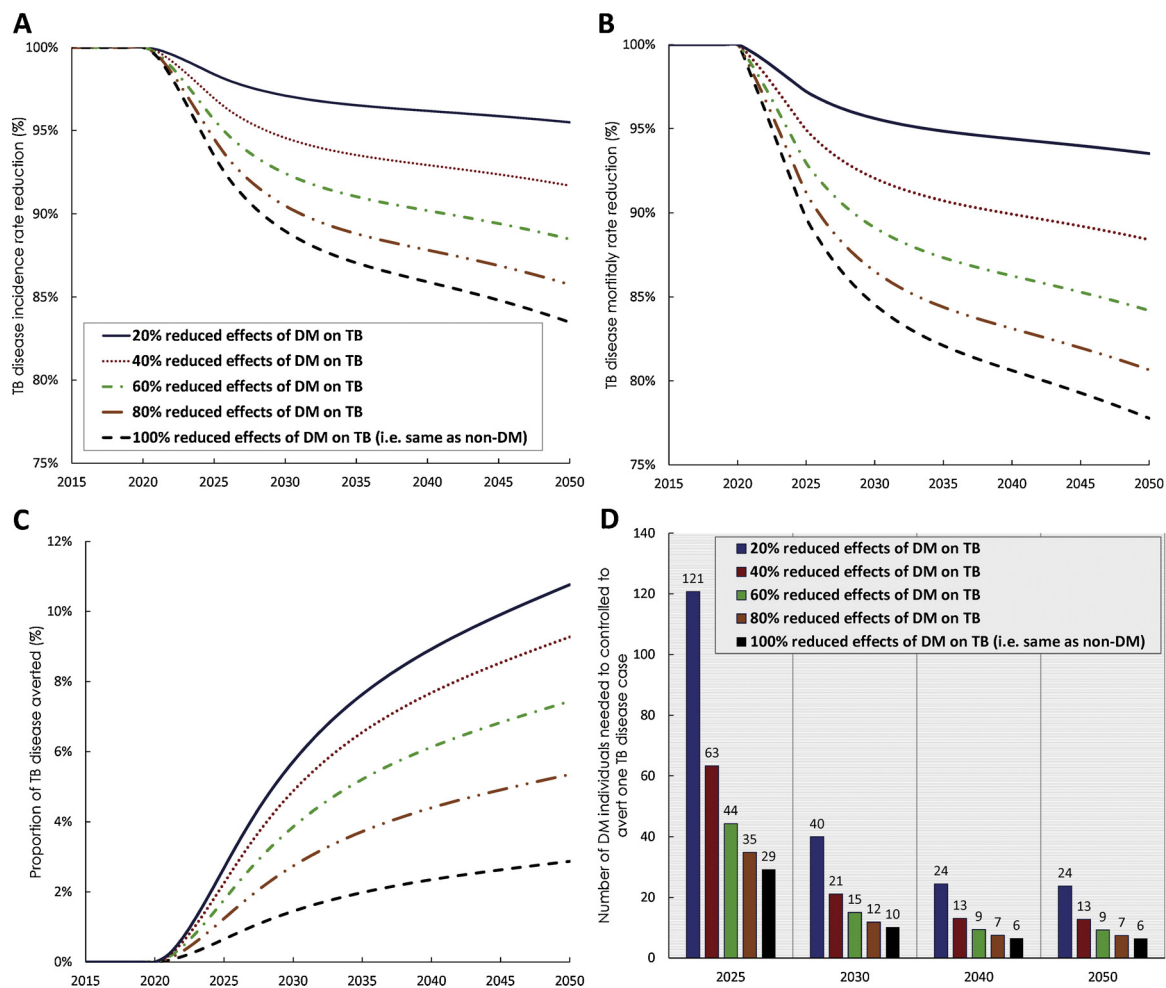 A
TB disease incidence rate reduction (%)
100%
95%
90%
85%
80%
75%
20% reduced effects of DM on TB
40% reduced effects of DM on TB
60% reduced effects of DM on TB
80% reduced effects of DM on TB
100% reduced effects of DM on TB (i.e. same as non-DM)
2015 2020 2025 2030 2035 2040 2045 2050
B
TB disease mortitaly rate reduction (%)
100%
95%
90%
85%
80%
75%
2015 2020 2025 2030 2035 2040 2045 2050
C
Proportion of TB disease averted (%)
12%
10%
8%
6%
4%
2%
0%
2015 2020 2025 2030 2035 2040 2045 2050
D
Number of DM individuals needed to controlled to
avert one TB disease case
140
120
100
80
60
40
20
0
20% reduced effects of DM on TB
40% reduced effects of DM on TB
60% reduced effects of DM on TB
80% reduced effects of DM on TB
100% reduced effects of DM on TB (i.e. same as non-DM)
121 63 44 35 29
40 21 15 12 10
24 13 9 7 6
24 13 9 7 6
2025 2030 2040 2050